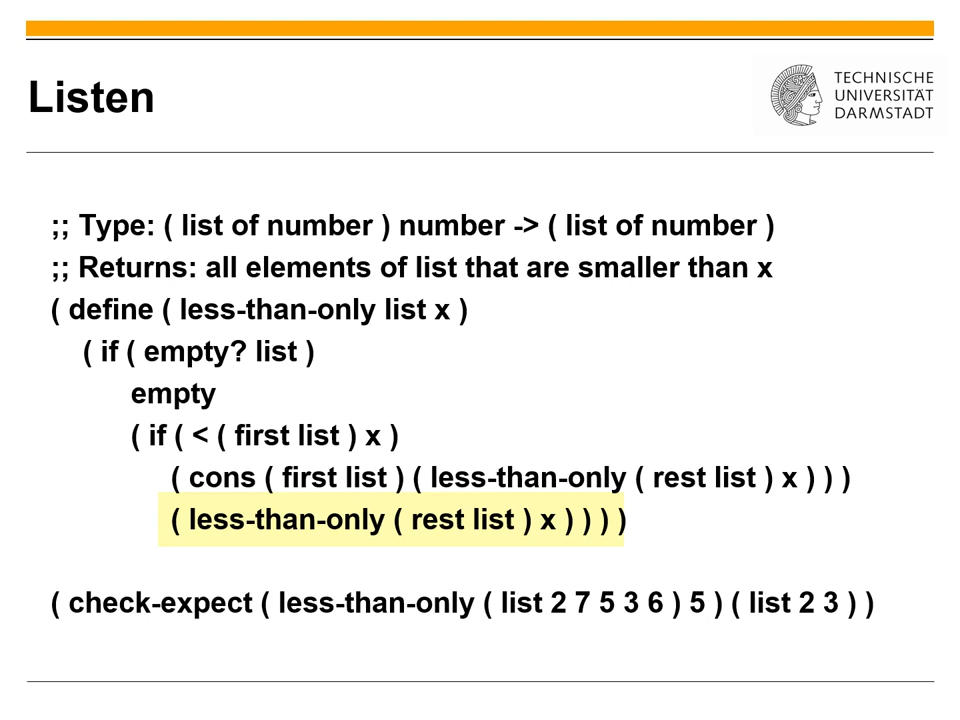 Listen
TECHNISCHE
UNIVERSITÄT
DARMSTADT
;; Type: ( list of number ) number -> ( list of number )
;; Returns: all elements of list that are smaller than x
( define ( less-than-only list x )
( if ( empty? list )
empty
( if ( < ( first list ) x )
( cons ( first list ) ( less-than-only ( rest list ) x ) ) )
( less-than-only ( rest list ) x ) ) ) )
( check-expect ( less-than-only ( list 2 7 5 3 6 ) 5 ) ( list 2 3 ) )